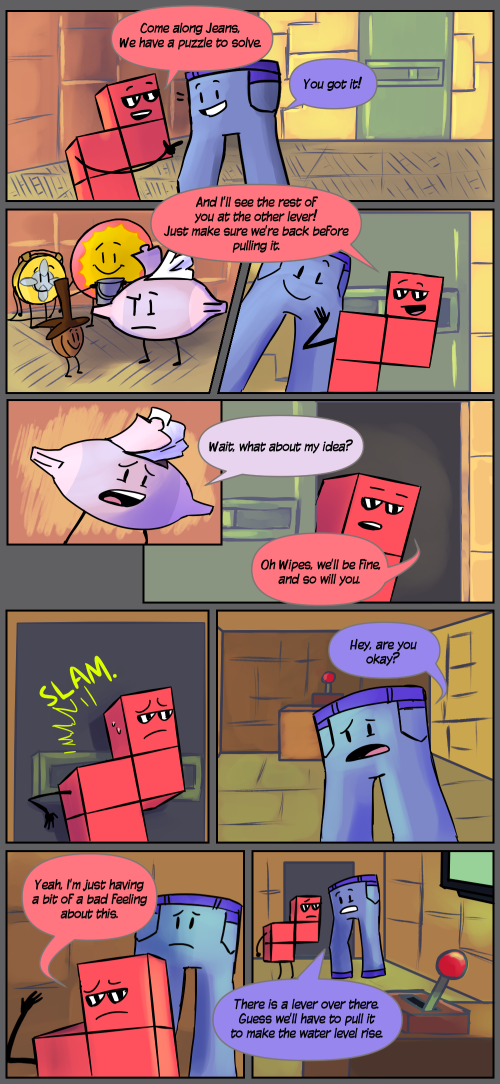 Come along Jeans,
We have a puzzle to solve.
You got it!
And I'll see the rest of
you at the other lever!
Just make sure we're back before
pulling it.
Wait, what about my idea?
Oh Wipes, we'll be fine,
and so will you.
SLAM.
Hey, are you
okay?
Yeah, I'm just having
a bit of a bad feeling
about this.
There is a lever over there.
Guess we'll have to pull it
to make the water level rise.